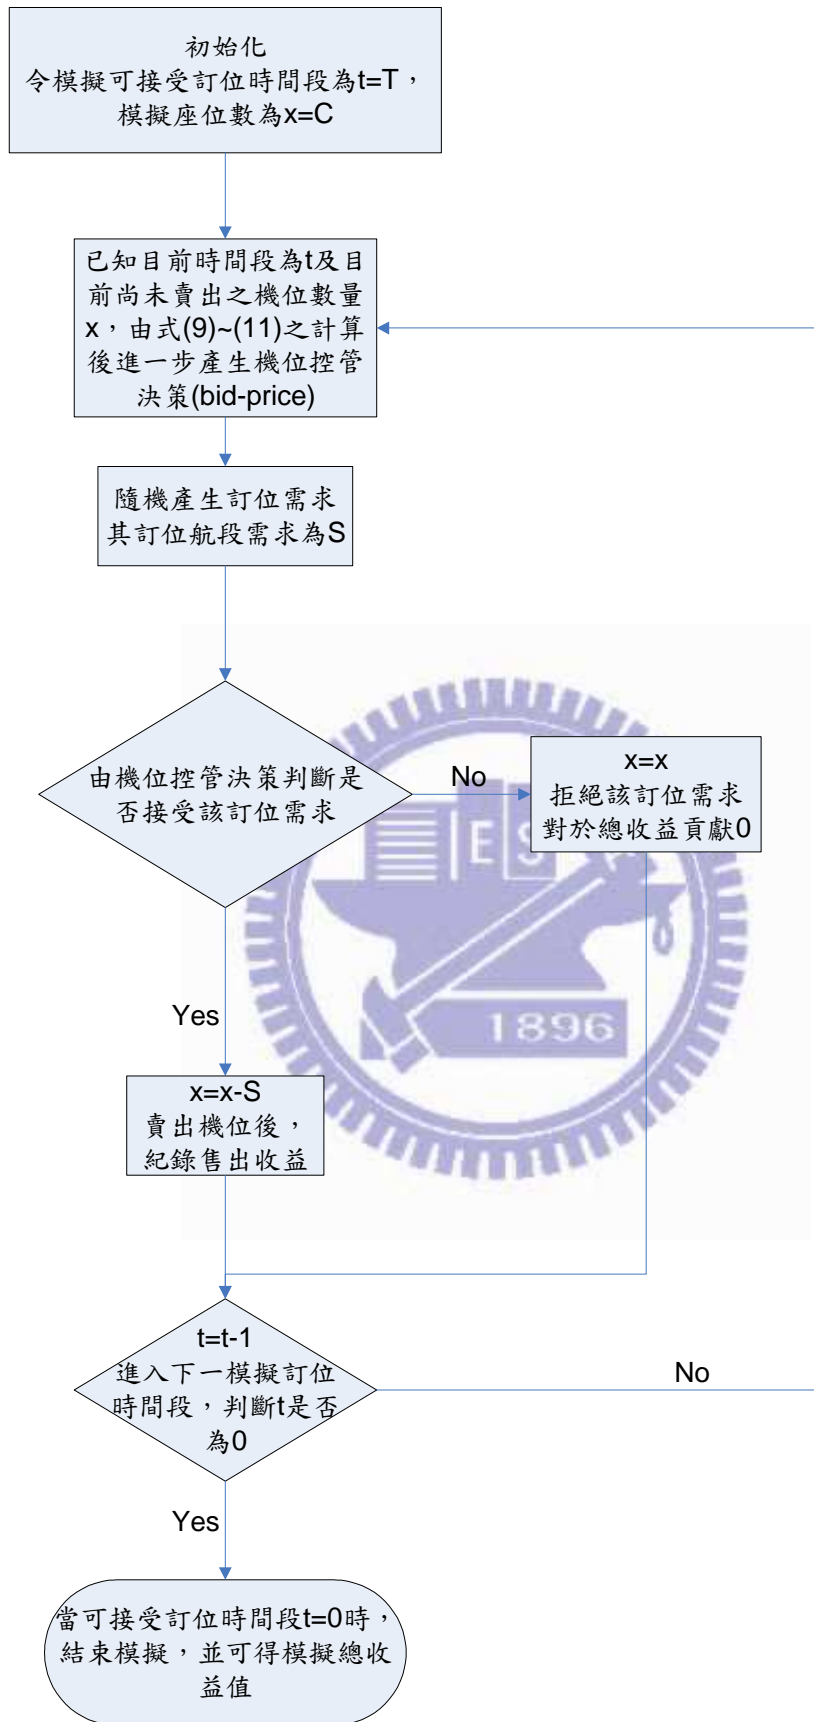 初始化
令模擬可接受訂位時間段為t=T，
模擬座位數為x=C
已知目前時間段為t及目
前尚未賣出之機位數量
x，由式(9)~(11)之計算
後進一步產生機位控管
決策(bid-price)
隨機產生訂位需求
其訂位航段需求為S
由機位控管決策判斷是
否接受該訂位需求
No
x=x
拒絕該訂位需求
對於總收益貢獻0
ES
1896
Yes
x=x-S
賣出機位後，
紀錄售出收益
t=t-1
進入下一模擬訂位
時間段，判斷t是否
為0
No
Yes
當可接受訂位時間段t=0時，
結束模擬，並可得模擬總收
益值